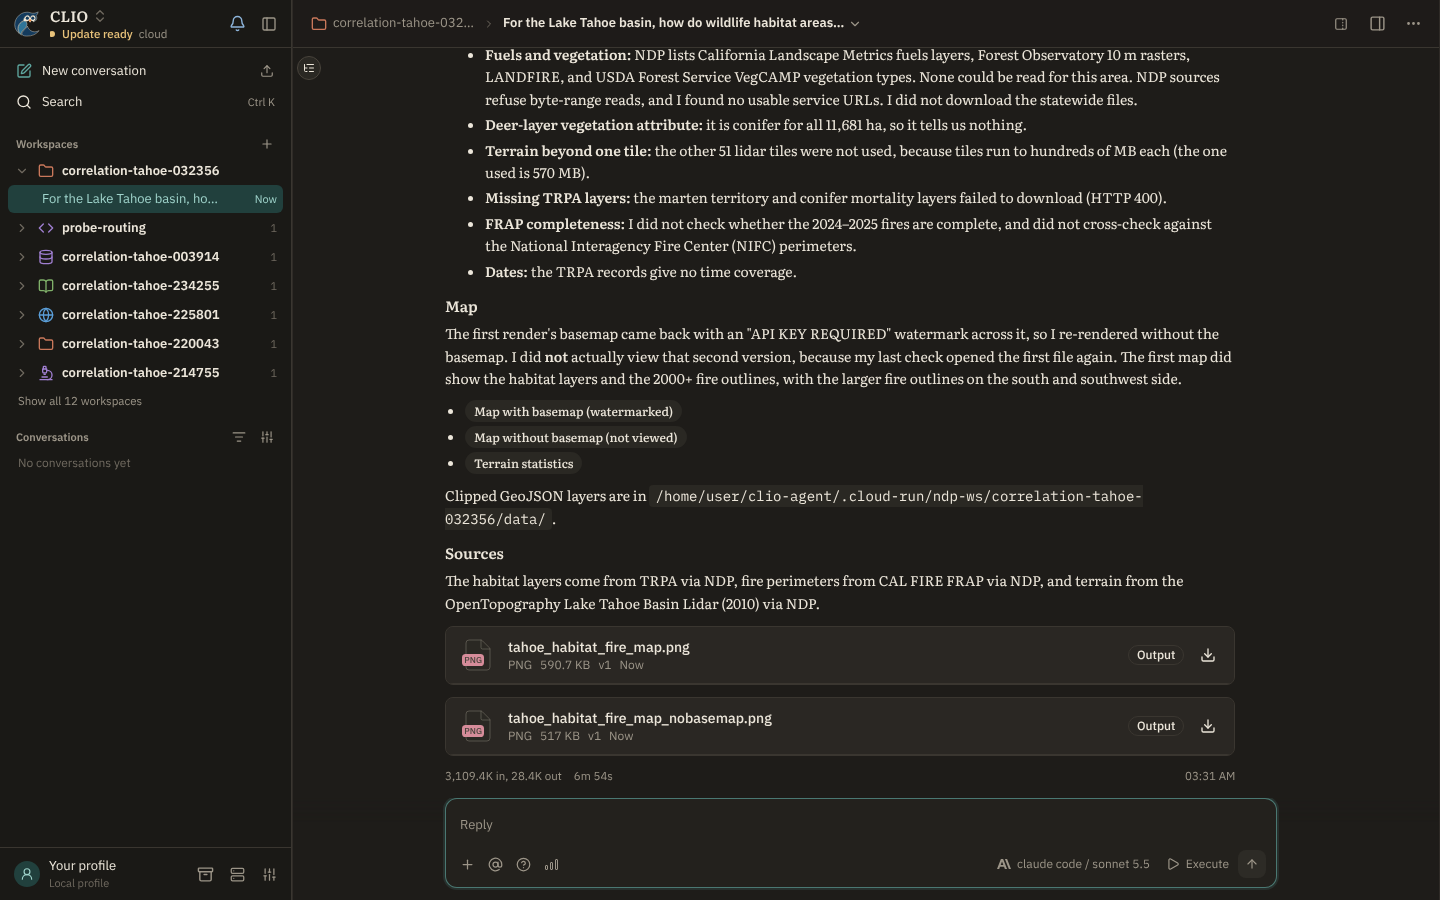 CLIO
Update ready cloud
New conversation
Search Ctrl K
Workspaces
correlation-tahoe-032356
For the Lake Tahoe basin, ho... Now
probe-routing 1
correlation-tahoe-003914 1
correlation-tahoe-234255 1
correlation-tahoe-225801 1
correlation-tahoe-220043 1
correlation-tahoe-214755 1
Show all 12 workspaces
Conversations
No conversations yet
Your profile
Local profile
correlation-tahoe-032... For the Lake Tahoe basin, how do wildlife habitat areas...
Fuels and vegetation: NDP lists California Landscape Metrics fuels layers, Forest Observatory 10 m rasters,
LANDFIRE, and USDA Forest Service VegCAMP vegetation types. None could be read for this area. NDP sources
refuse byte-range reads, and I found no usable service URLs. I did not download the statewide files.
Deer-layer vegetation attribute: it is conifer for all 11,681 ha, so it tells us nothing.
Terrain beyond one tile: the other 51 lidar tiles were not used, because tiles run to hundreds of MB each (the one
used is 570 MB).
Missing TRPA layers: the marten territory and conifer mortality layers failed to download (HTTP 400).
FRAP completeness: I did not check whether the 2024–2025 fires are complete, and did not cross-check against
the National Interagency Fire Center (NIFC) perimeters.
Dates: the TRPA records give no time coverage.
Map
The first render's basemap came back with an "API KEY REQUIRED" watermark across it, so I re-rendered without the
basemap. I did not actually view that second version, because my last check opened the first file again. The first map did
show the habitat layers and the 2000+ fire outlines, with the larger fire outlines on the south and southwest side.
Map with basemap (watermarked)
Map without basemap (not viewed)
Terrain statistics
Clipped GeoJSON layers are in /home/user/clio-agent/.cloud-run/ndp-ws/correlation-tahoe-
032356/data/ .
Sources
The habitat layers come from TRPA via NDP, fire perimeters from CAL FIRE FRAP via NDP, and terrain from the
OpenTopography Lake Tahoe Basin Lidar (2010) via NDP.
tahoe_habitat_fire_map.png
PNG
PNG 590.7 KB v1 Now
Output
tahoe_habitat_fire_map_nobasemap.png
PNG
PNG 517 KB v1 Now
Output
3,109.4K in, 28.4K out 6m 54s 03:31 AM
Reply
claude code / sonnet 5.5 Execute